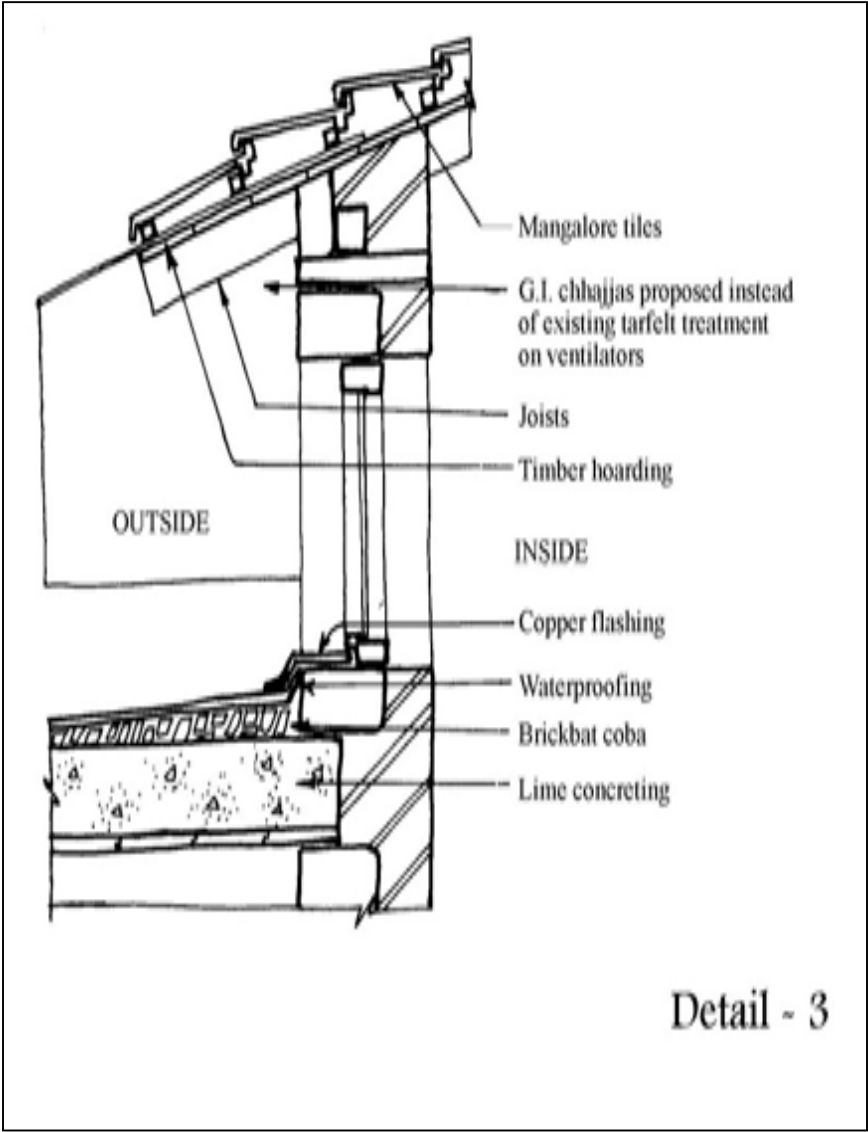 Mangalore tiles
G.I. chhajjas proposed instead
of existing tarfelt treatment
on ventilators
Joists
Timber hoarding
OUTSIDE
INSIDE
Copper flashing
Waterproofing
Brickbat coba
Lime concreting
Detail - 3